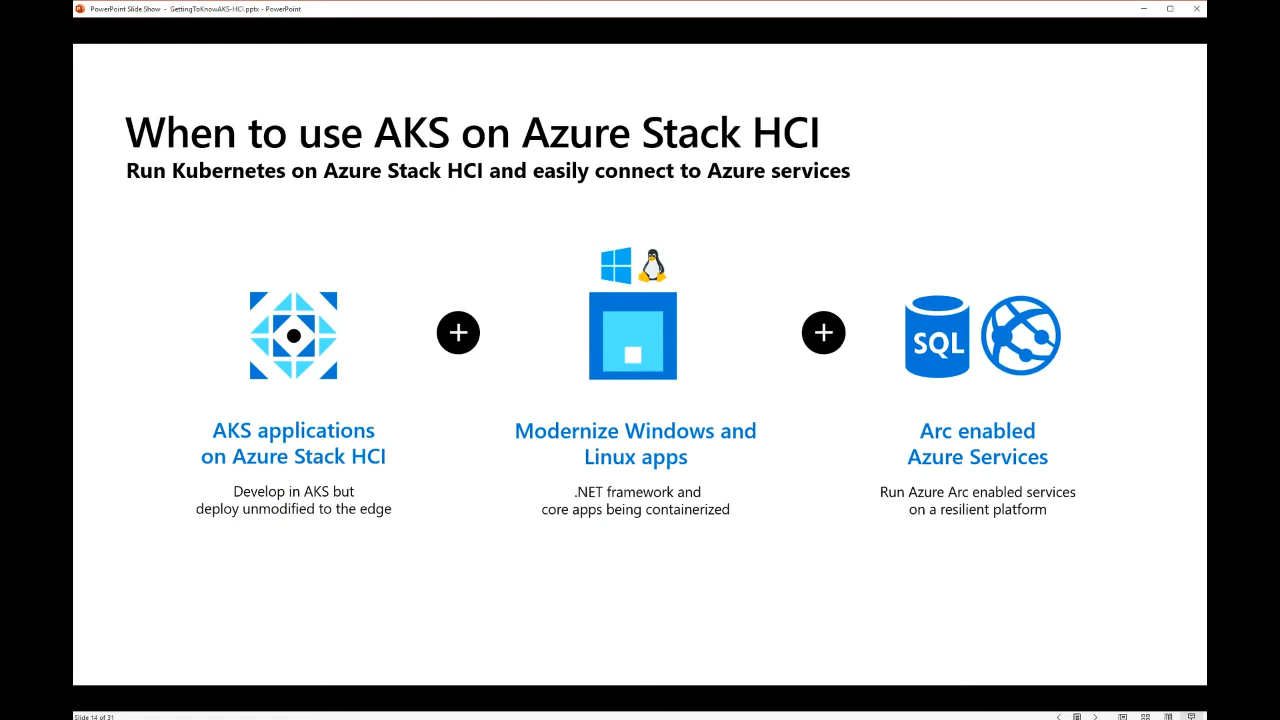 PowerPoint Slide Show - GettingToKnowAKS-HCI.pptx - PowerPoint
When to use AKS on Azure Stack HCI
Run Kubernetes on Azure Stack HCI and easily connect to Azure services
SQL
AKS applications
on Azure Stack HCI
Develop in AKS but
deploy unmodified to the edge
Modernize Windows and
Linux apps
.NET framework and
core apps being containerized
Arc enabled
Azure Services
Run Azure Arc enabled services
on a resilient platform
Slide 14 of 31